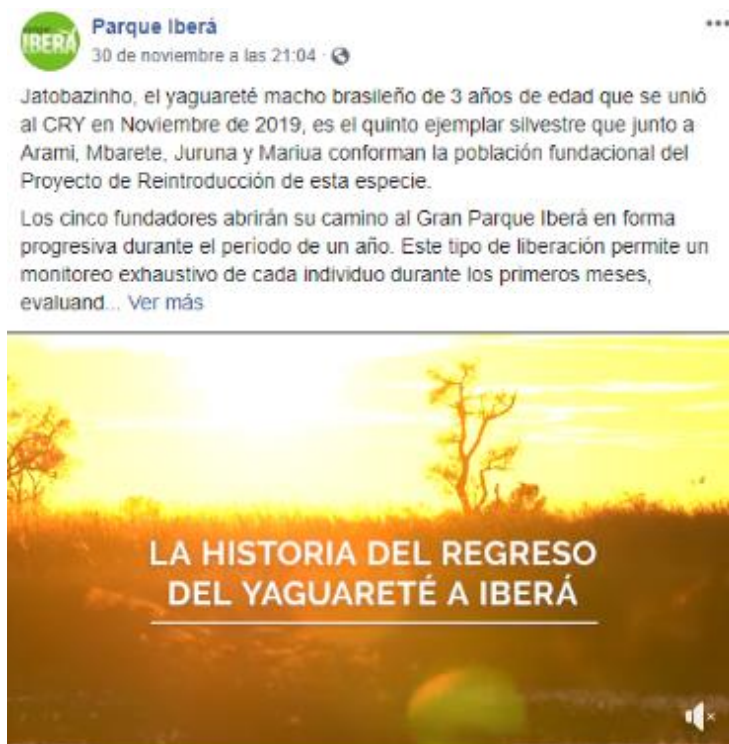 IBERÁ
Parque Iberá
30 de noviembre a las 21:04 ·
Jatobazinho, el yaguareté macho brasileño de 3 años de edad que se unió
al CRY en Noviembre de 2019, es el quinto ejemplar silvestre que junto a
Arami, Mbarete, Juruna y Mariua conforman la población fundacional del
Proyecto de Reintroducción de esta especie.
Los cinco fundadores abrirán su camino al Gran Parque Iberá en forma
progresiva durante el periodo de un año. Este tipo de liberación permite un
monitoreo exhaustivo de cada individuo durante los primeros meses,
evaluand... Ver más
LA HISTORIA DEL REGRESO
DEL YAGUARETÉ A IBERÁ